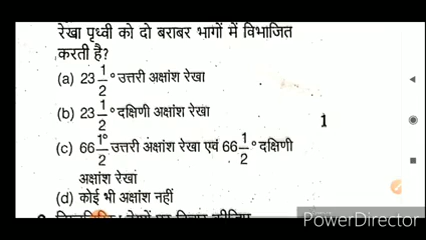 रेखा पृथ्वी को दो बराबर भागों में विभाजित
करती है?
(a) 23 1/2° उत्तरी अक्षांश रेखा
(b) 23 1/2° दक्षिणी अक्षांश रेखा
(c) 66 1°/2 उत्तरी अक्षांश रेखा एवं 66 1/2° दक्षिणी
अक्षांश रेखा
(d) कोई भी अक्षांश नहीं
1
PowerDirector